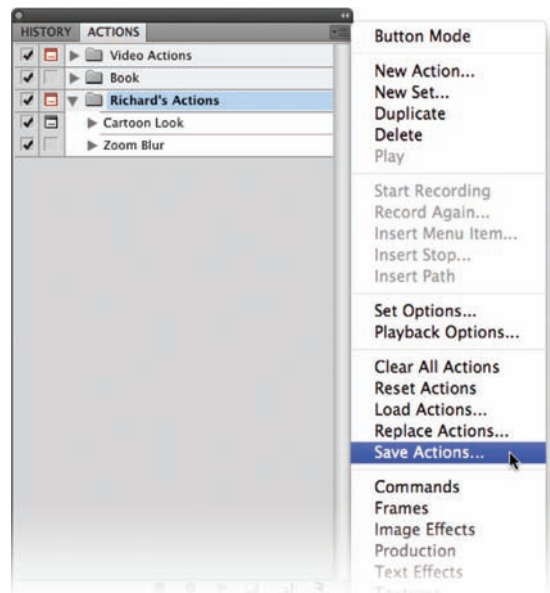 HISTORY ACTIONS
Video Actions
Book
Richard's Actions
Cartoon Look
Zoom Blur
Button Mode
New Action...
New Set...
Duplicate
Delete
Play
Start Recording
Record Again...
Insert Menu Item...
Insert Stop...
Insert Path
Set Options...
Playback Options...
Clear All Actions
Reset Actions
Load Actions...
Replace Actions...
Save Actions...
Commands
Frames
Image Effects
Production
Text Effects
Textures